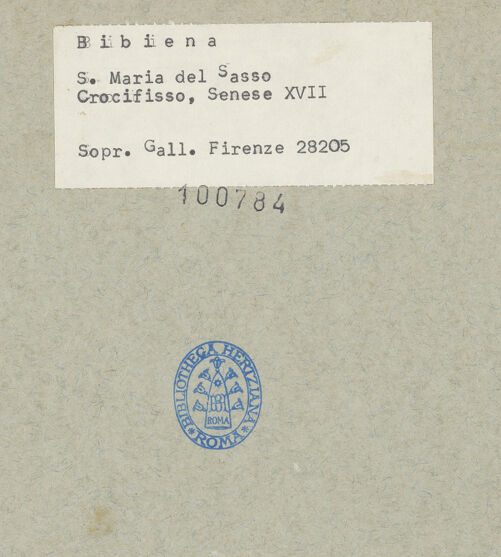 Bibiena
S. Maria del Sasso
Crocifisso, Senese XVII
Sopr. Gall. Firenze 28205
100784
BIBLIOTHECA HERTZIANA
ROMA
ROMA